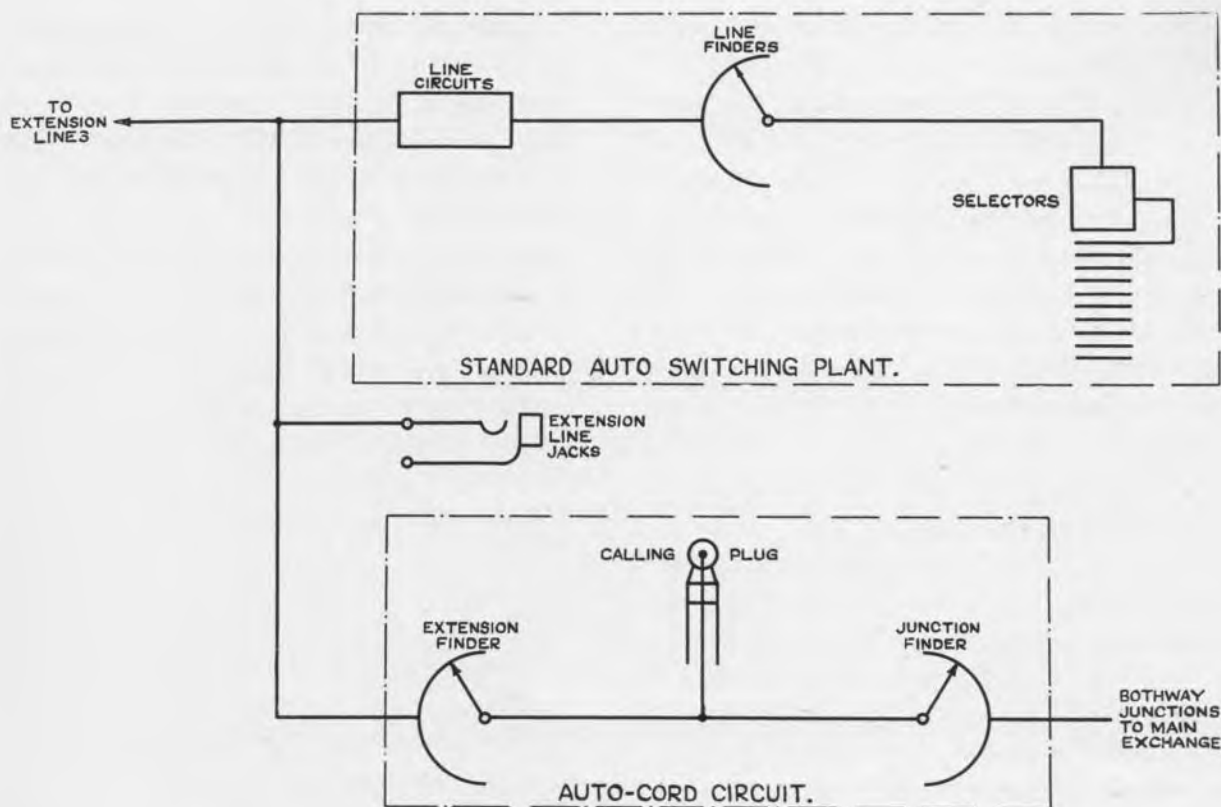 LINE
FINDERS
LINE
CIRCUITS
TO
EXTENSION
LINES
SELECTORS
STANDARD AUTO SWITCHING PLANT.
EXTENSION
LINE
JACKS
CALLING PLUG
EXTENSION
FINDER
JUNCTION
FINDER
BOTHWAY
JUNCTIONS
TO MAIN
EXCHANGE
AUTO-CORD CIRCUIT.